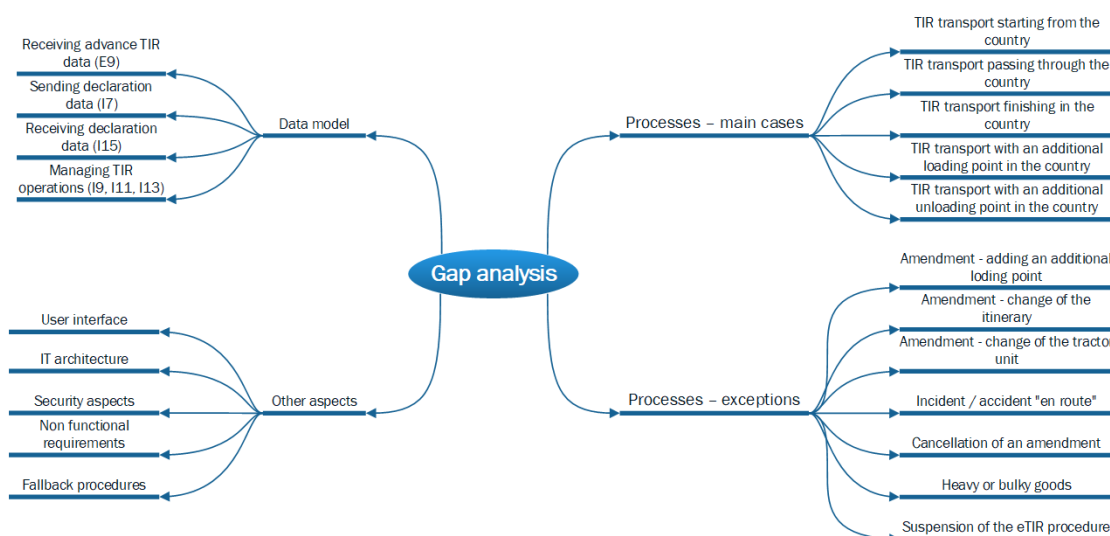 Gap analysis
Data model
Receiving advance TIR
data (E9)
Sending declaration
data (I7)
Receiving declaration
data (I15)
Managing TIR
operations (I9, I11, I13)
Other aspects
User interface
IT architecture
Security aspects
Non functional
requirements
Fallback procedures
Processes – main cases
TIR transport starting from the
country
TIR transport passing through the
country
TIR transport finishing in the
country
TIR transport with an additional
loading point in the country
TIR transport with an additional
unloading point in the country
Processes – exceptions
Amendment - adding an additional
loding point
Amendment - change of the
itinerary
Amendment - change of the tractor
unit
Incident / accident "en route"
Cancellation of an amendment
Heavy or bulky goods
Suspension of the eTIR procedure